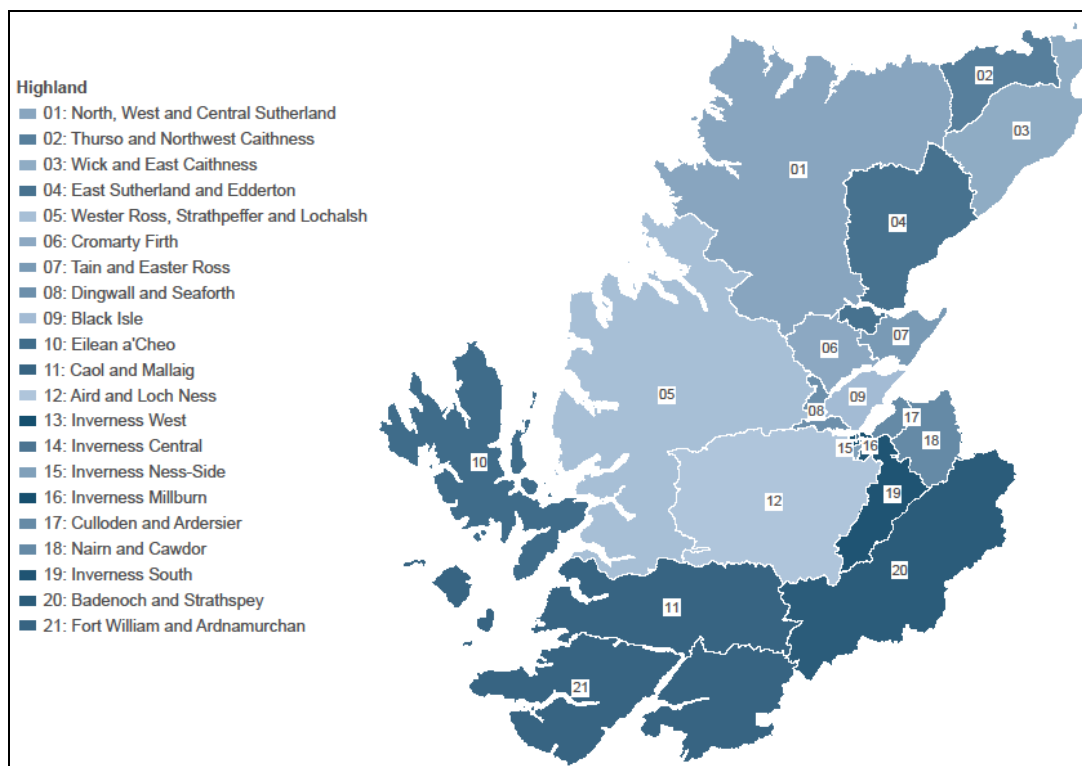 Highland
01: North, West and Central Sutherland
02: Thurso and Northwest Caithness
03: Wick and East Caithness
04: East Sutherland and Edderton
05: Wester Ross, Strathpeffer and Lochalsh
06: Cromarty Firth
07: Tain and Easter Ross
08: Dingwall and Seaforth
09: Black Isle
10: Eilean a'Cheo
11: Caol and Mallaig
12: Aird and Loch Ness
13: Inverness West
14: Inverness Central
15: Inverness Ness-Side
16: Inverness Millburn
17: Culloden and Ardersier
18: Nairn and Cawdor
19: Inverness South
20: Badenoch and Strathspey
21: Fort William and Ardnamurchan
02
03
01
04
07
06
05
09
08
17
18
15
16
10
19
12
20
11
21